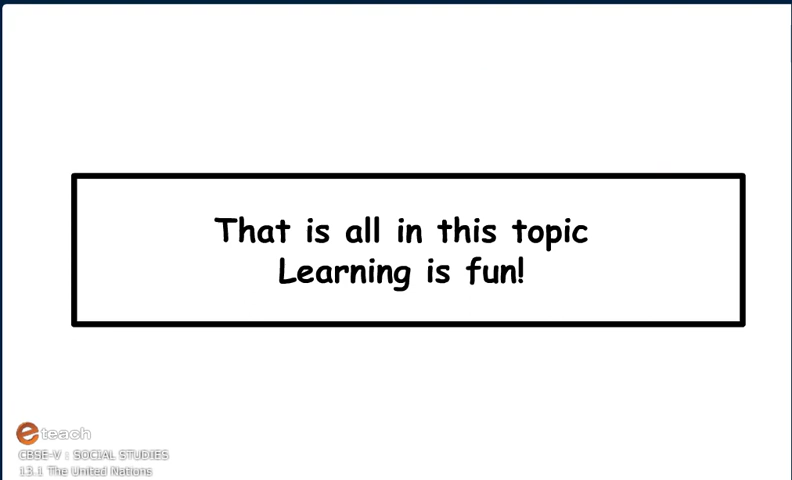 That is all in this topic
Learning is fun!
eteach
CBSE-V : SOCIAL STUDIES
13.1 The United Nations